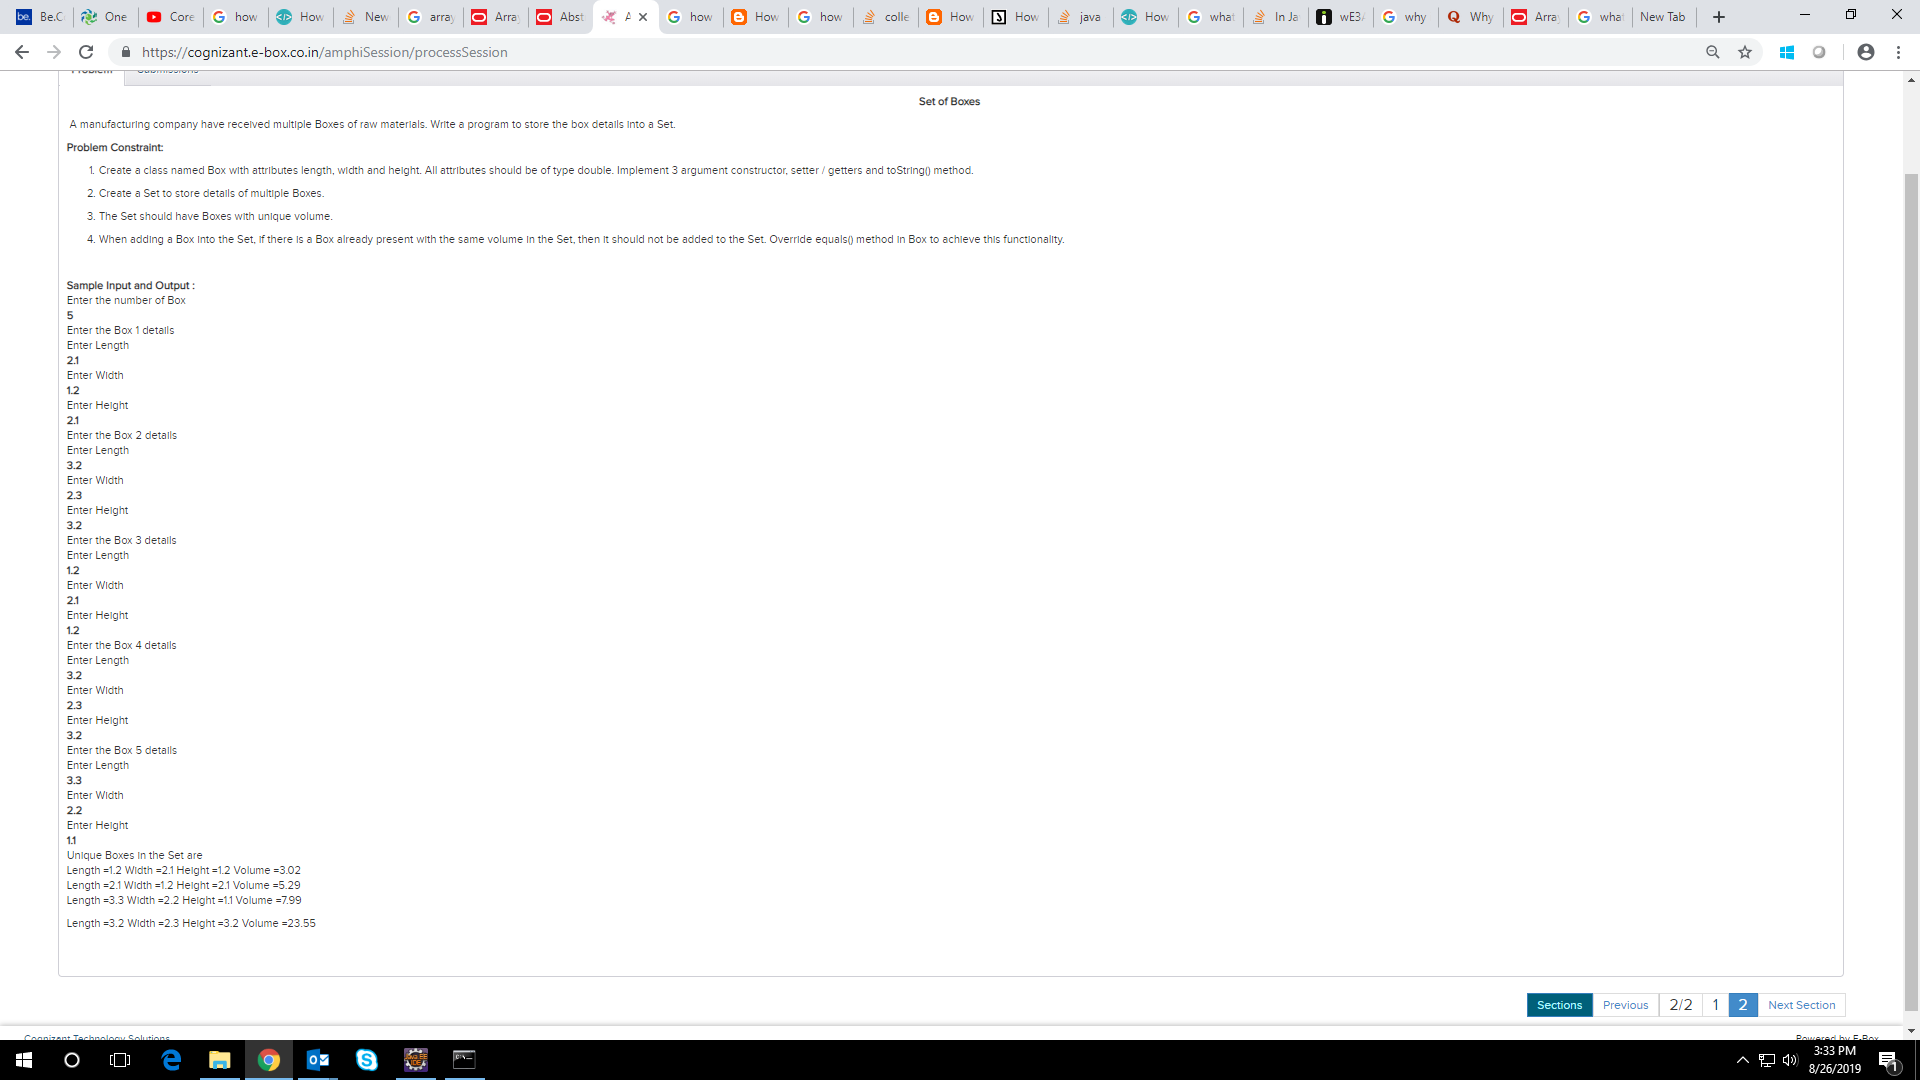 Be.C
One
Core
how
How
New
array
Array
Abst
A
how
How
how
colle
How
How
java
How
what
In Ja
wE3/
why
Why
Array
what
New Tab
https://cognizant.e-box.co.in/amphiSession/processSession
Problem
Submissions
Set of Boxes
A manufacturing company have received multiple Boxes of raw materials. Write a program to store the box details into a Set.
Problem Constraint:
1. Create a class named Box with attributes length, width and height. All attributes should be of type double. Implement 3 argument constructor, setter / getters and toString() method.
2. Create a Set to store details of multiple Boxes.
3. The Set should have Boxes with unique volume.
4. When adding a Box into the Set, if there is a Box already present with the same volume in the Set, then it should not be added to the Set. Override equals() method in Box to achieve this functionality.
Sample Input and Output :
Enter the number of Box
5
Enter the Box 1 details
Enter Length
2.1
Enter Width
1.2
Enter Height
2.1
Enter the Box 2 details
Enter Length
3.2
Enter Width
2.3
Enter Height
3.2
Enter the Box 3 details
Enter Length
1.2
Enter Width
2.1
Enter Height
1.2
Enter the Box 4 details
Enter Length
3.2
Enter Width
2.3
Enter Height
3.2
Enter the Box 5 details
Enter Length
3.3
Enter Width
2.2
Enter Height
1.1
Unique Boxes in the Set are
Length =1.2 Width =2.1 Height =1.2 Volume =3.02
Length =2.1 Width =1.2 Height =2.1 Volume =5.29
Length =3.3 Width =2.2 Height =1.1 Volume =7.99
Length =3.2 Width =2.3 Height =3.2 Volume =23.55
Sections Previous 2/2 1 2 Next Section
Cognizant Technology Solutions
Powered by E-Box
3:33 PM
8/26/2019
1